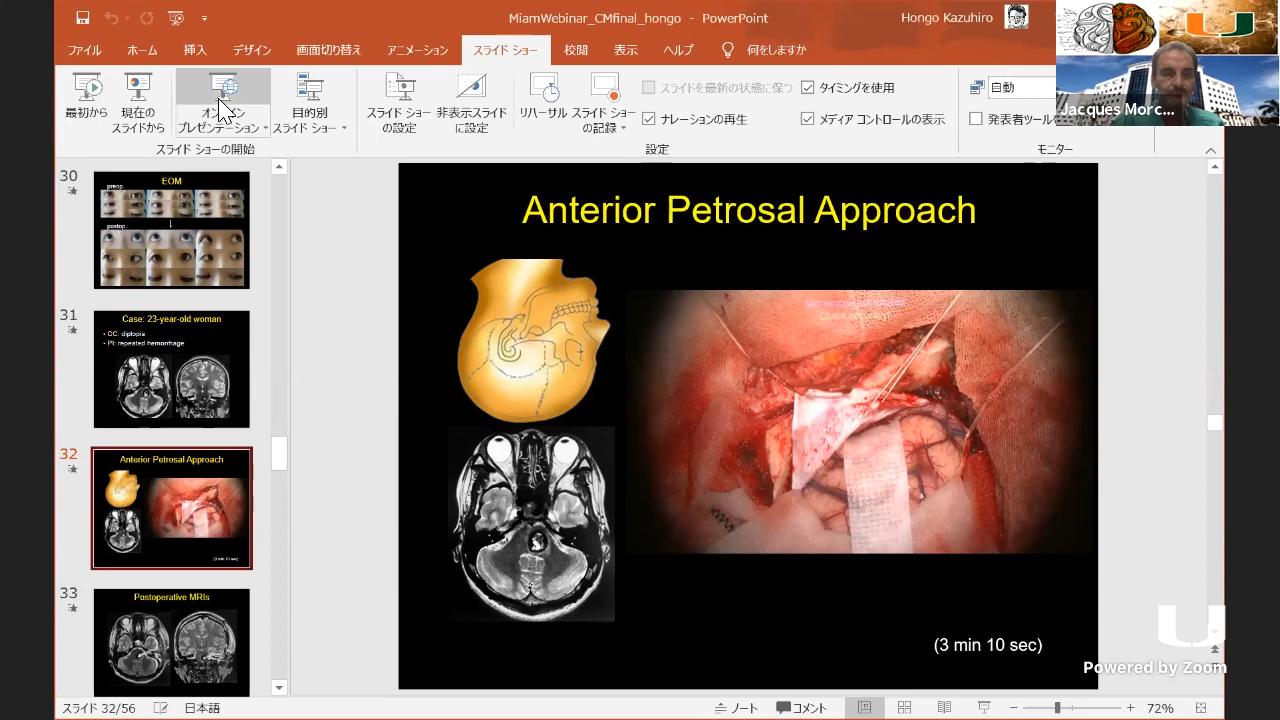 MiamWebinar_CMfinal_hongo - PowerPoint
Hongo Kazuhiro
ファイル ホーム 挿入 デザイン 画面切り替え アニメーション スライド ショー 校閲 表示 ヘルプ 何をしますか
Jacques Morc...
最初から
現在の
スライドから
プレゼンテーション
目的別
スライド ショー
スライド ショー
の設定
非表示スライド
に設定
リハーサル
スライド ショー
の記録
スライドを最新の状態に保つ
ナレーションの再生
タイミングを使用
メディア コントロールの表示
自動
スライド ショーの開始
設定
モニター
30
EOM
preop.
postop.
31
Case: 23-year-old woman
• CC: diplopia
• PI: repeated hemorrhage
32
Anterior Petrosal Approach
(3 min 10 sec)
33
Postoperative MRIs
Anterior Petrosal Approach
(3 min 10 sec)
U
Powered by Zoom
スライド 32/56
日本語
ノート
コメント
72%